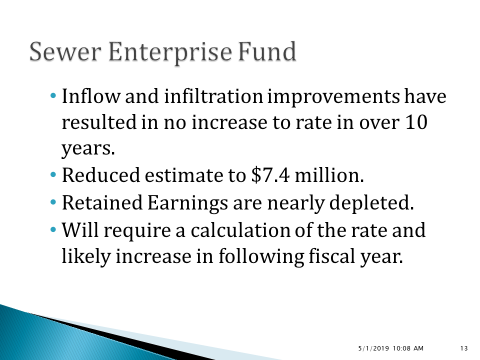 Sewer Enterprise Fund
• Inflow and infiltration improvements have
resulted in no increase to rate in over 10
years.
• Reduced estimate to $7.4 million.
• Retained Earnings are nearly depleted.
• Will require a calculation of the rate and
likely increase in following fiscal year.
5/1/2019 10:08 AM 13